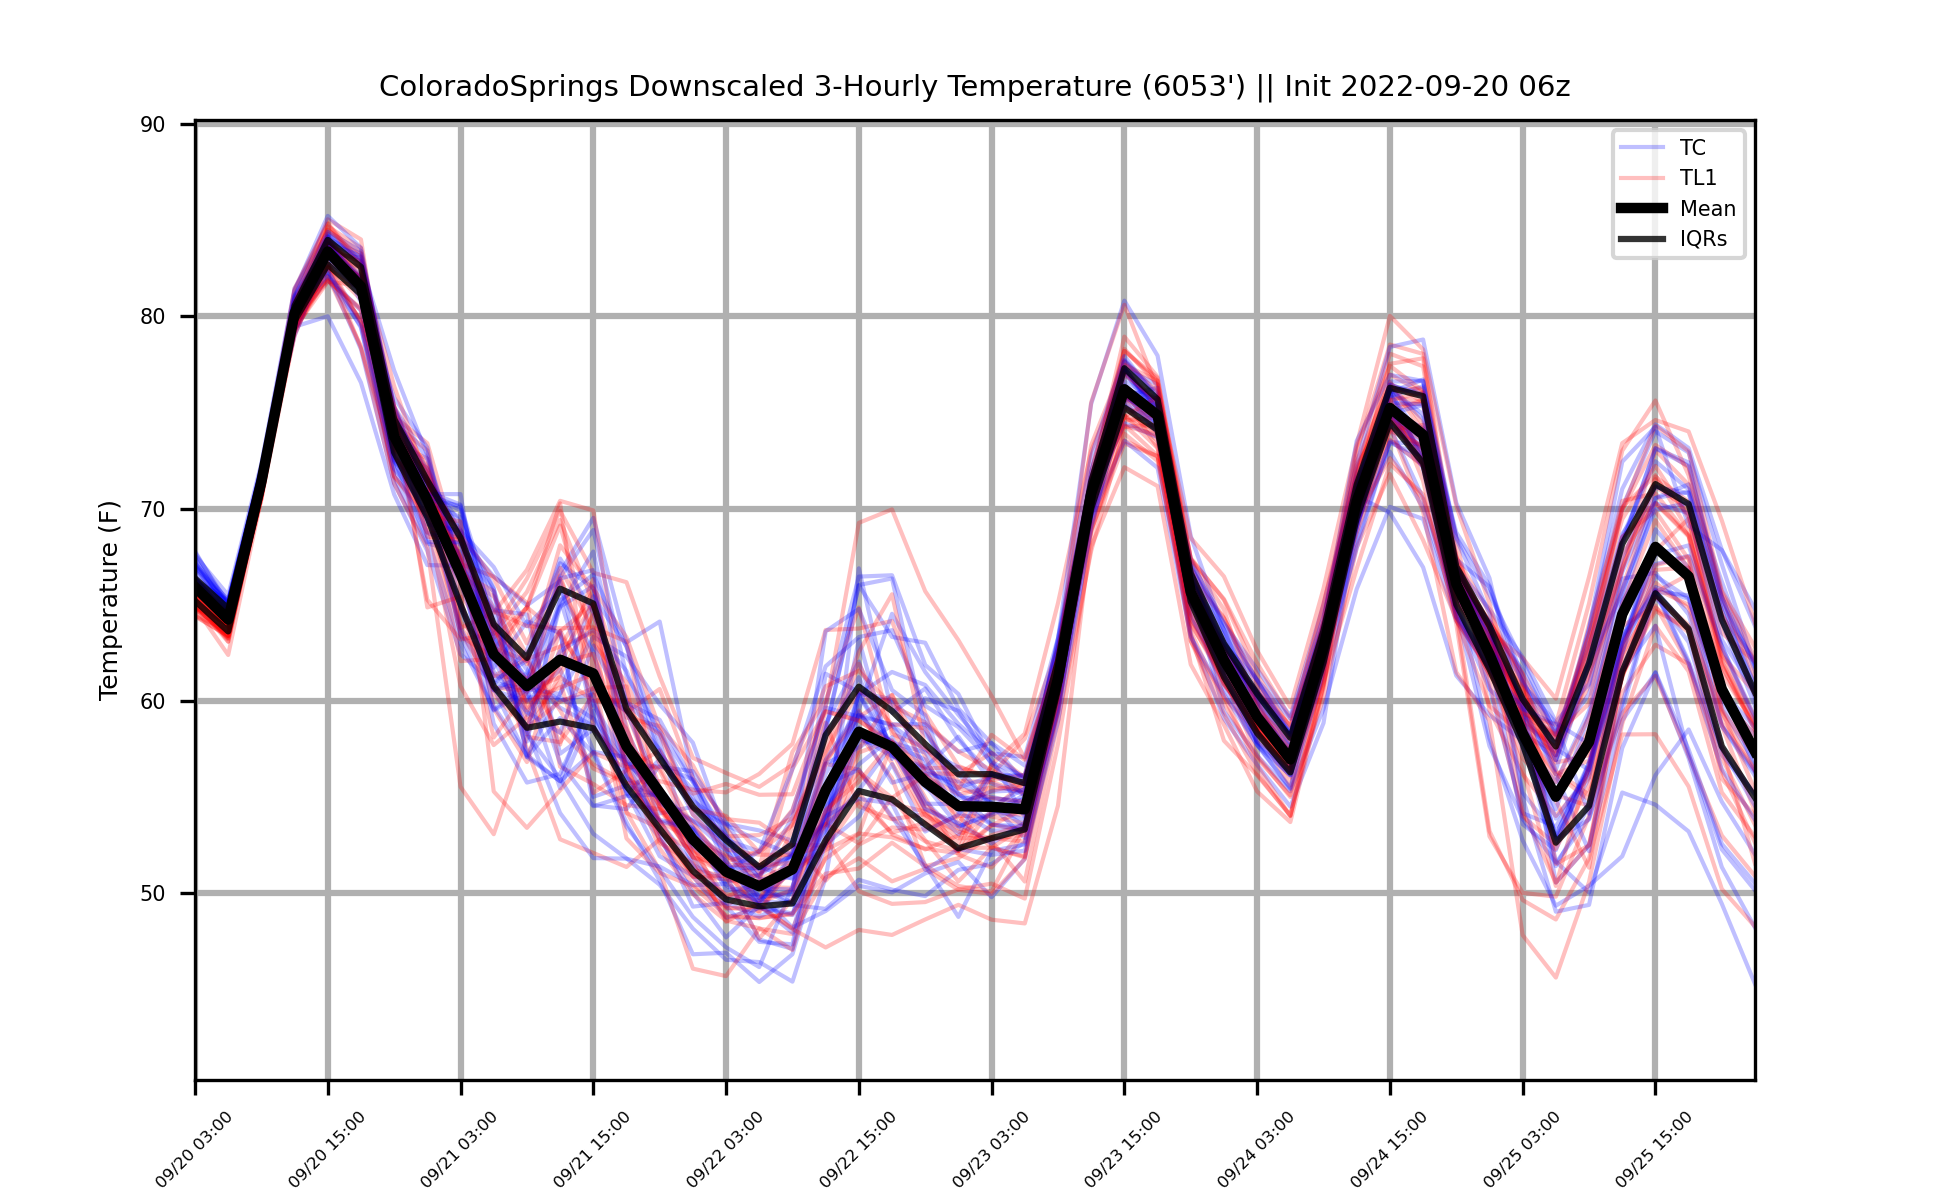 ColoradoSprings Downscaled 3-Hourly Temperature (6053') || Init 2022-09-20 06z
90
80
70
60
50
Temperature (F)
TC
TL1
Mean
IQRs
09/20 03:00
09/20 15:00
09/21 03:00
09/21 15:00
09/22 03:00
09/22 15:00
09/23 03:00
09/23 15:00
09/24 03:00
09/24 15:00
09/25 03:00
09/25 15:00